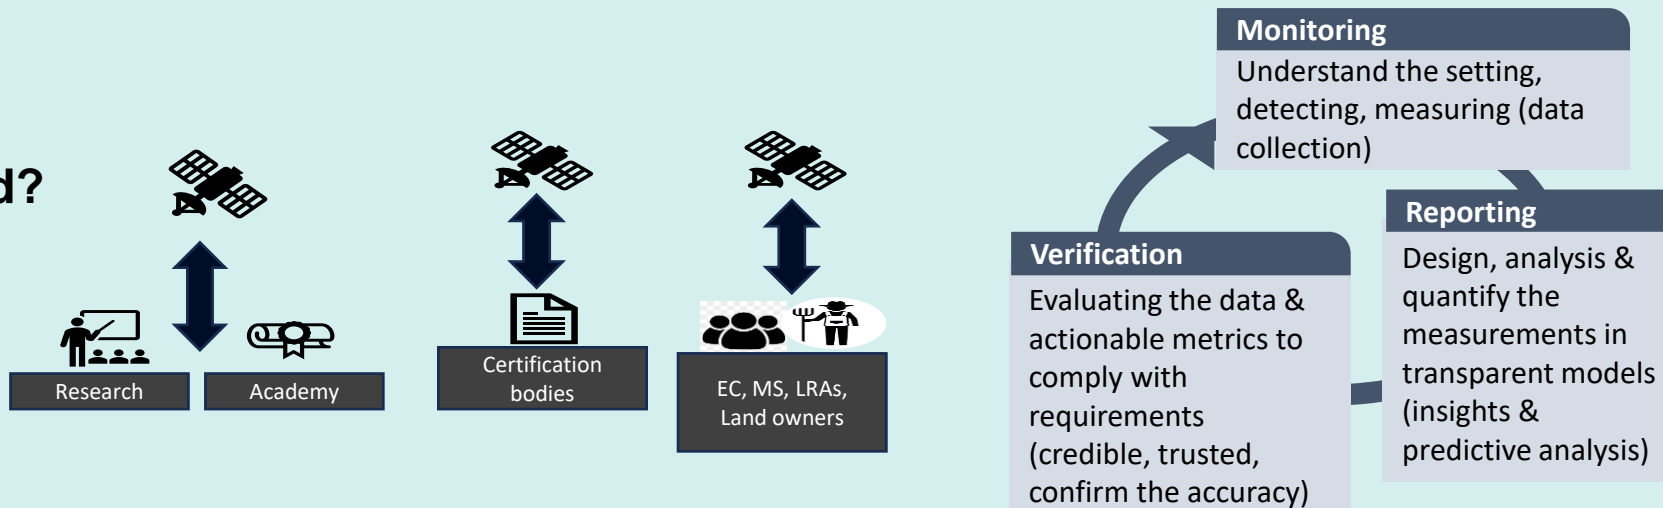 d?
Research
Academy
Certification
bodies
EC, MS, LRAs,
Land owners
Monitoring
Understand the setting,
detecting, measuring (data
collection)
Reporting
Design, analysis &
quantify the
measurements in
transparent models
(insights &
predictive analysis)
Verification
Evaluating the data &
actionable metrics to
comply with
requirements
(credible, trusted,
confirm the accuracy)